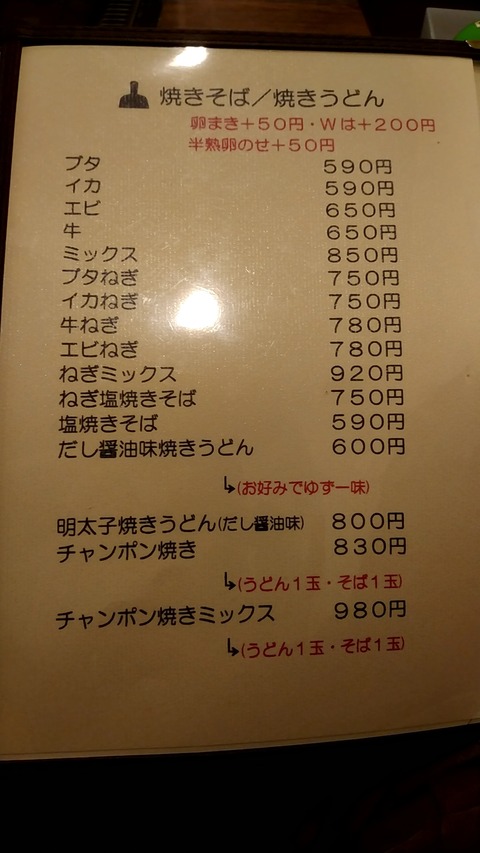 焼きそば／焼きうどん
卵まき＋５０円・Ｗは＋２００円
半熟卵のせ＋５０円
ブタ ５９０円
イカ ５９０円
エビ ６５０円
牛 ６５０円
ミックス ８５０円
ブタねぎ ７５０円
イカねぎ ７５０円
牛ねぎ ７８０円
エビねぎ ７８０円
ねぎミックス ９２０円
ねぎ塩焼きそば ７５０円
塩焼きそば ５９０円
だし醤油味焼きうどん ６００円
↳(お好みでゆず一味)
明太子焼きうどん(だし醤油味) ８００円
チャンポン焼き ８３０円
↳(うどん１玉・そば１玉)
チャンポン焼きミックス ９８０円
↳(うどん１玉・そば１玉)